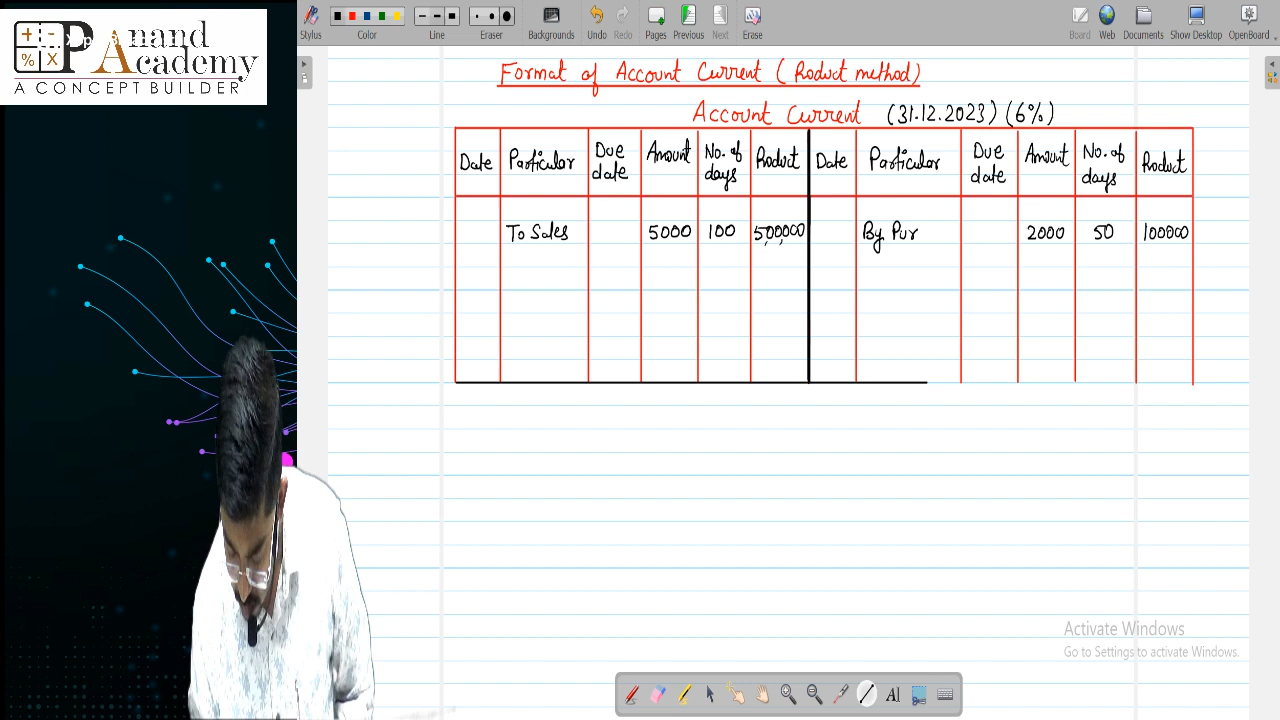 Anand
Academy
A CONCEPT BUILDER
Stylus
Color
Line
Eraser
Backgrounds
Undo
Redo
Pages
Previous
Next
Erase
Board
Web
Documents
Show Desktop
OpenBoard
Format of Account Current (Product method)
Account Current (31.12.2023) (6%)
Date Particular Due date Amount No. of days Product Date Particular Due date Amount No. of days Product
To Sales 5000 100 5,00,000 By Pur 2000 50 100000
Activate Windows
Go to Settings to activate Windows.